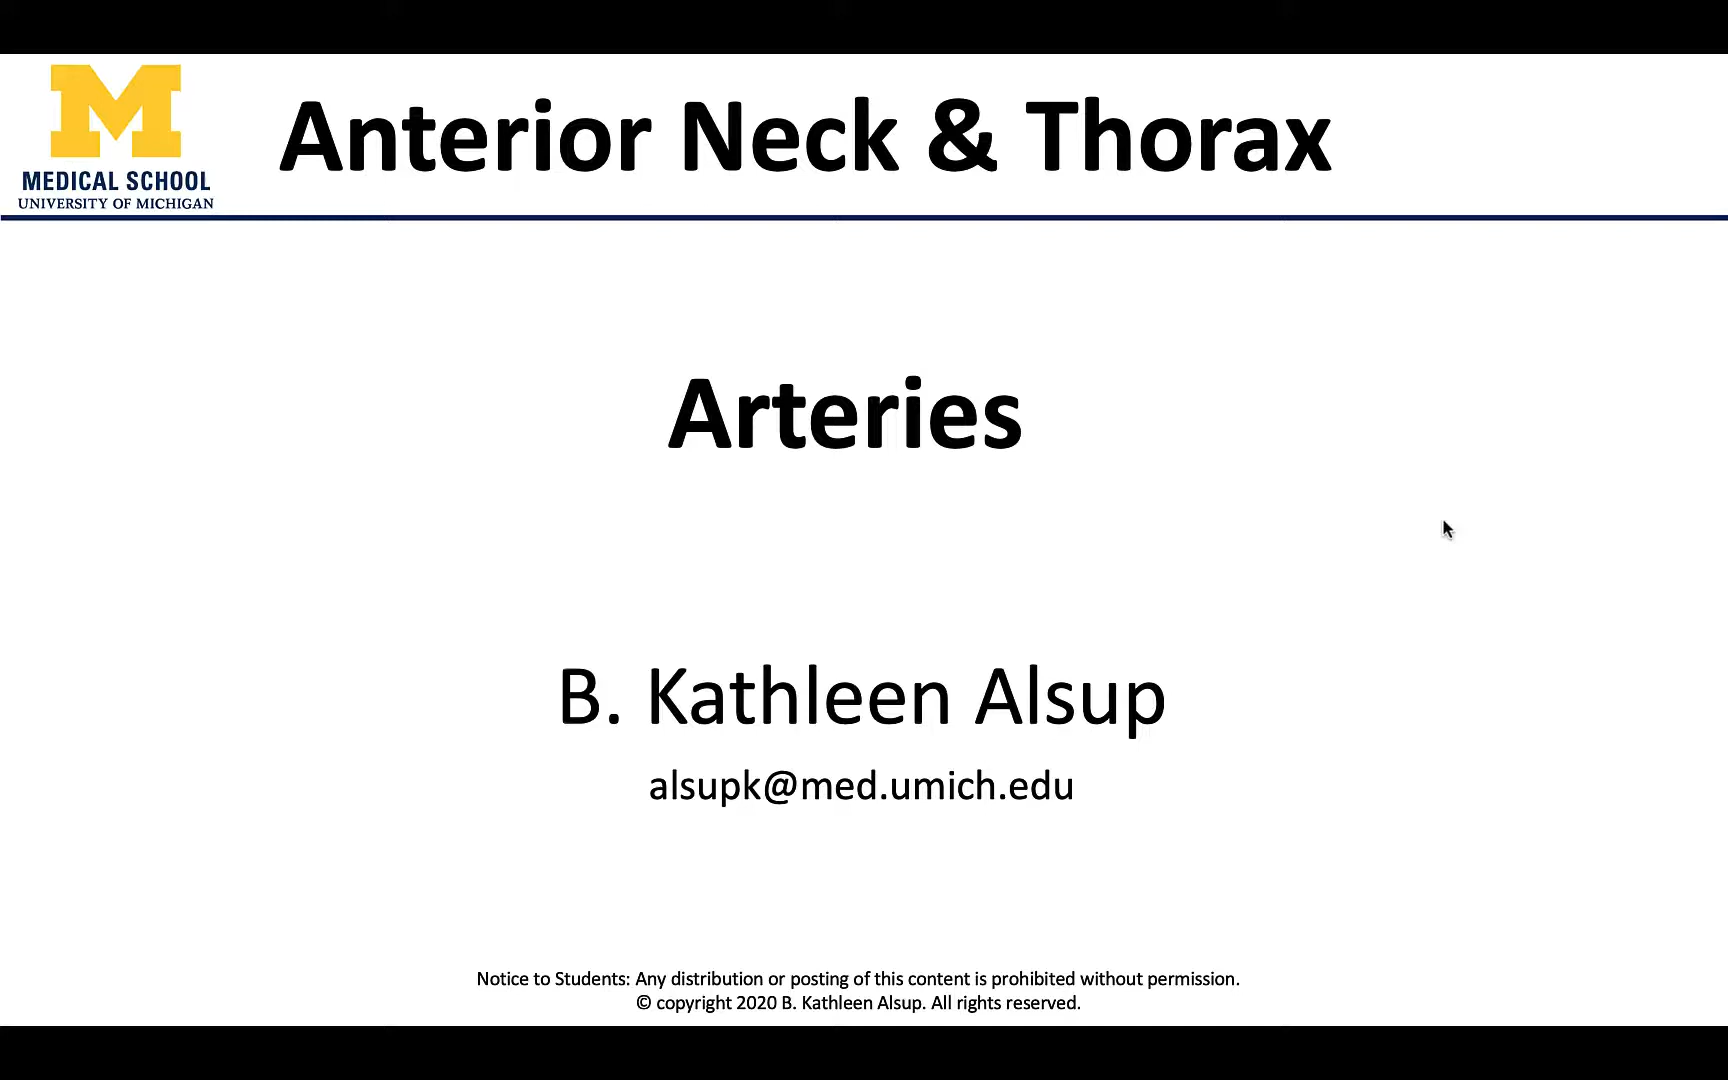 M
MEDICAL SCHOOL
UNIVERSITY OF MICHIGAN
Anterior Neck & Thorax
Arteries
B. Kathleen Alsup
alsupk@med.umich.edu
Notice to Students: Any distribution or posting of this content is prohibited without permission.
© copyright 2020 B. Kathleen Alsup. All rights reserved.